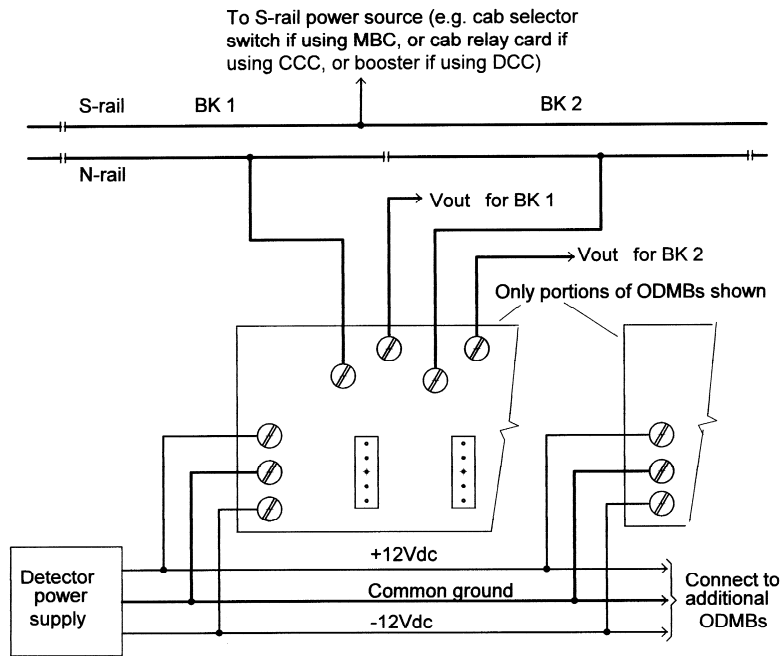 To S-rail power source (e.g. cab selector
switch if using MBC, or cab relay card if
using CCC, or booster if using DCC)
S-rail
BK 1
BK 2
N-rail
Vout for BK 1
Vout for BK 2
Only portions of ODMBs shown
+12Vdc
Detector
power
supply
Common ground
-12Vdc
Connect to
additional
ODMBs